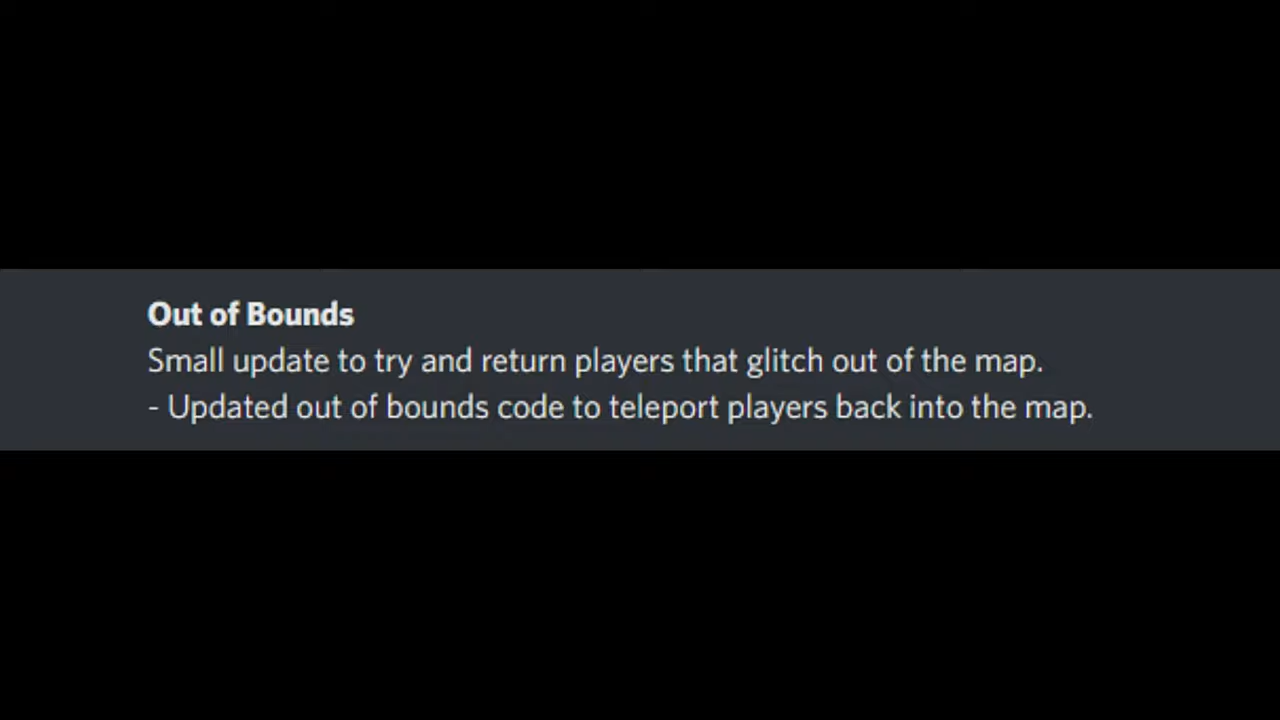 Out of Bounds
Small update to try and return players that glitch out of the map.
- Updated out of bounds code to teleport players back into the map.